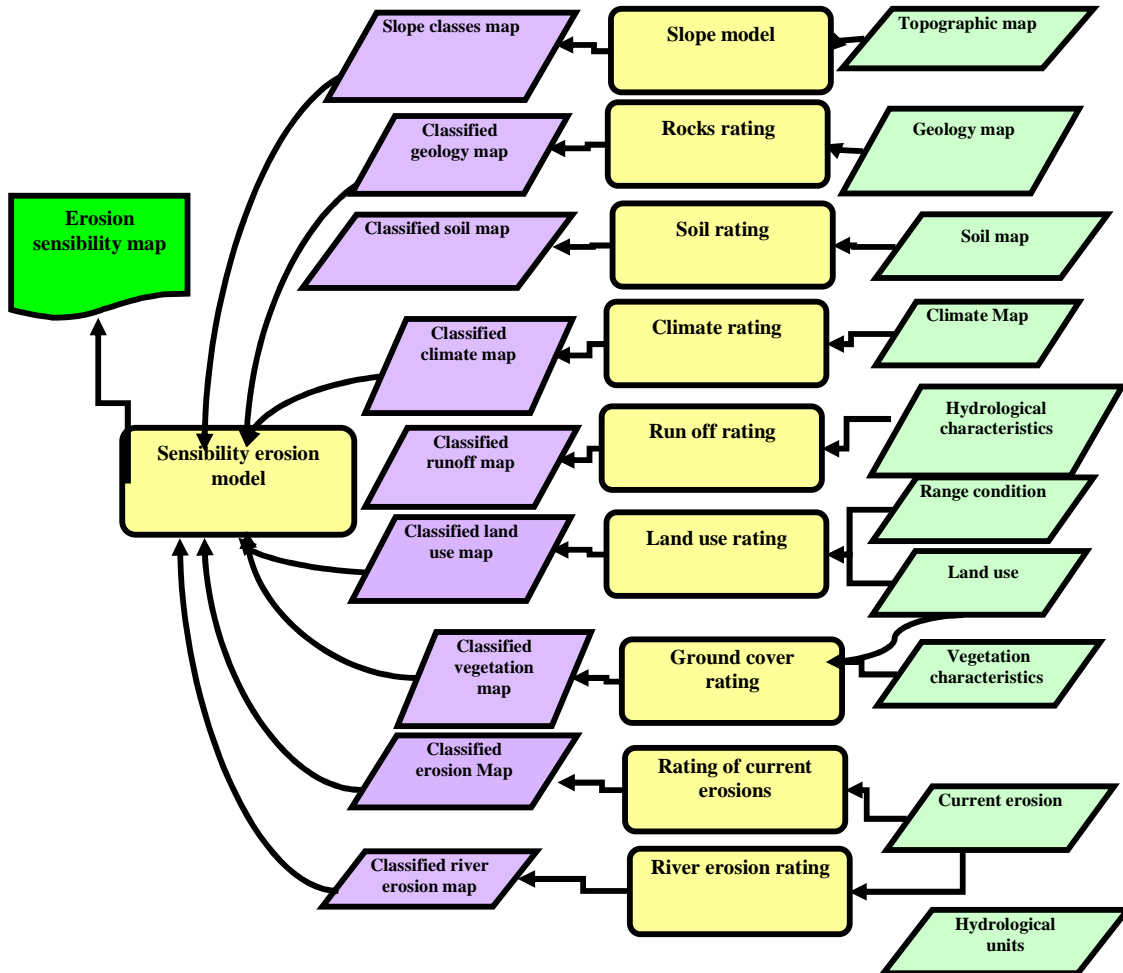 Slope classes map
Slope model
Topographic map
Classified
geology map
Rocks rating
Geology map
Erosion
sensibility map
Classified soil map
Soil rating
Soil map
Classified
climate map
Climate rating
Climate Map
Sensibility erosion
model
Classified
runoff map
Run off rating
Hydrological
characteristics
Range condition
Classified land
use map
Land use rating
Land use
Classified
vegetation
map
Ground cover
rating
Vegetation
characteristics
Classified
erosion Map
Rating of current
erosions
Current erosion
Classified river
erosion map
River erosion rating
Hydrological
units